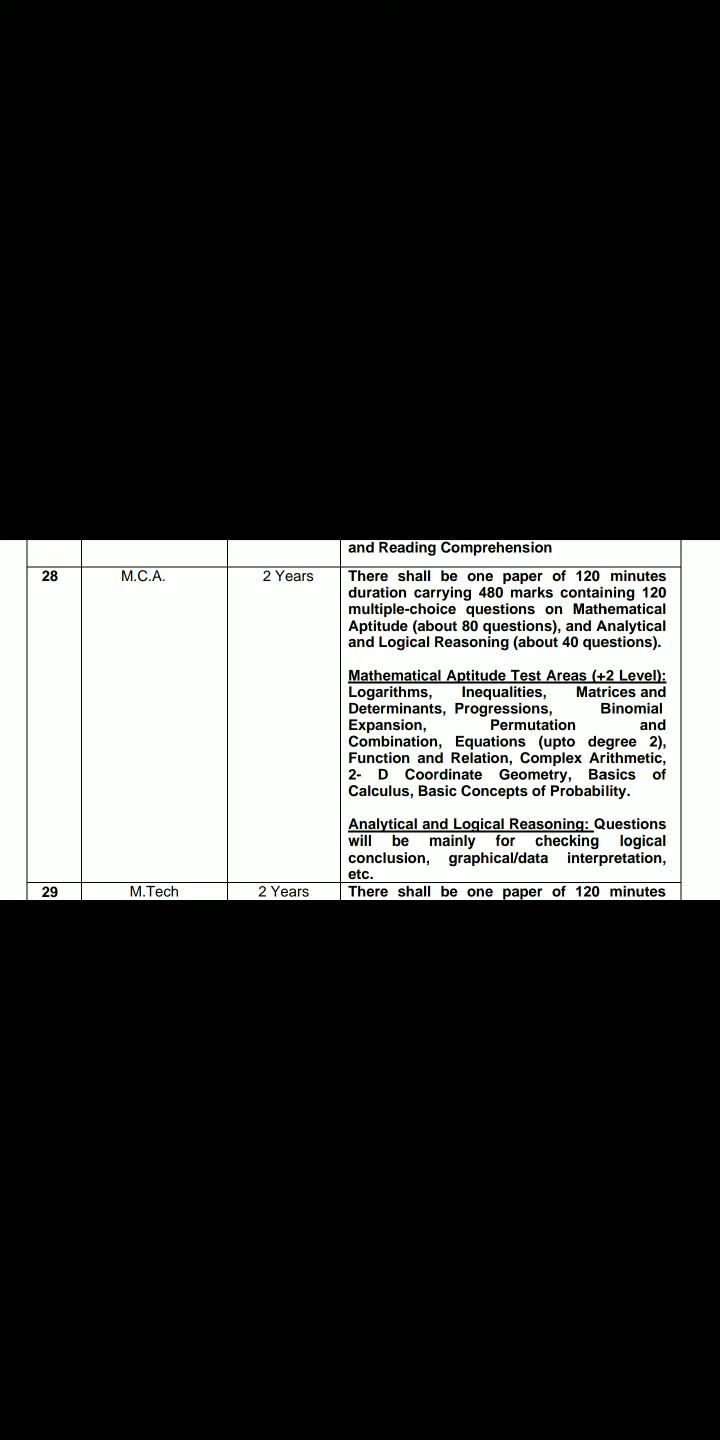 and Reading Comprehension
28 M.C.A. 2 Years There shall be one paper of 120 minutes
duration carrying 480 marks containing 120
multiple-choice questions on Mathematical
Aptitude (about 80 questions), and Analytical
and Logical Reasoning (about 40 questions).
Mathematical Aptitude Test Areas (+2 Level):
Logarithms, Inequalities, Matrices and
Determinants, Progressions, Binomial
Expansion, Permutation and
Combination, Equations (upto degree 2),
Function and Relation, Complex Arithmetic,
2- D Coordinate Geometry, Basics of
Calculus, Basic Concepts of Probability.
Analytical and Logical Reasoning: Questions
will be mainly for checking logical
conclusion, graphical/data interpretation,
etc.
29 M.Tech 2 Years There shall be one paper of 120 minutes